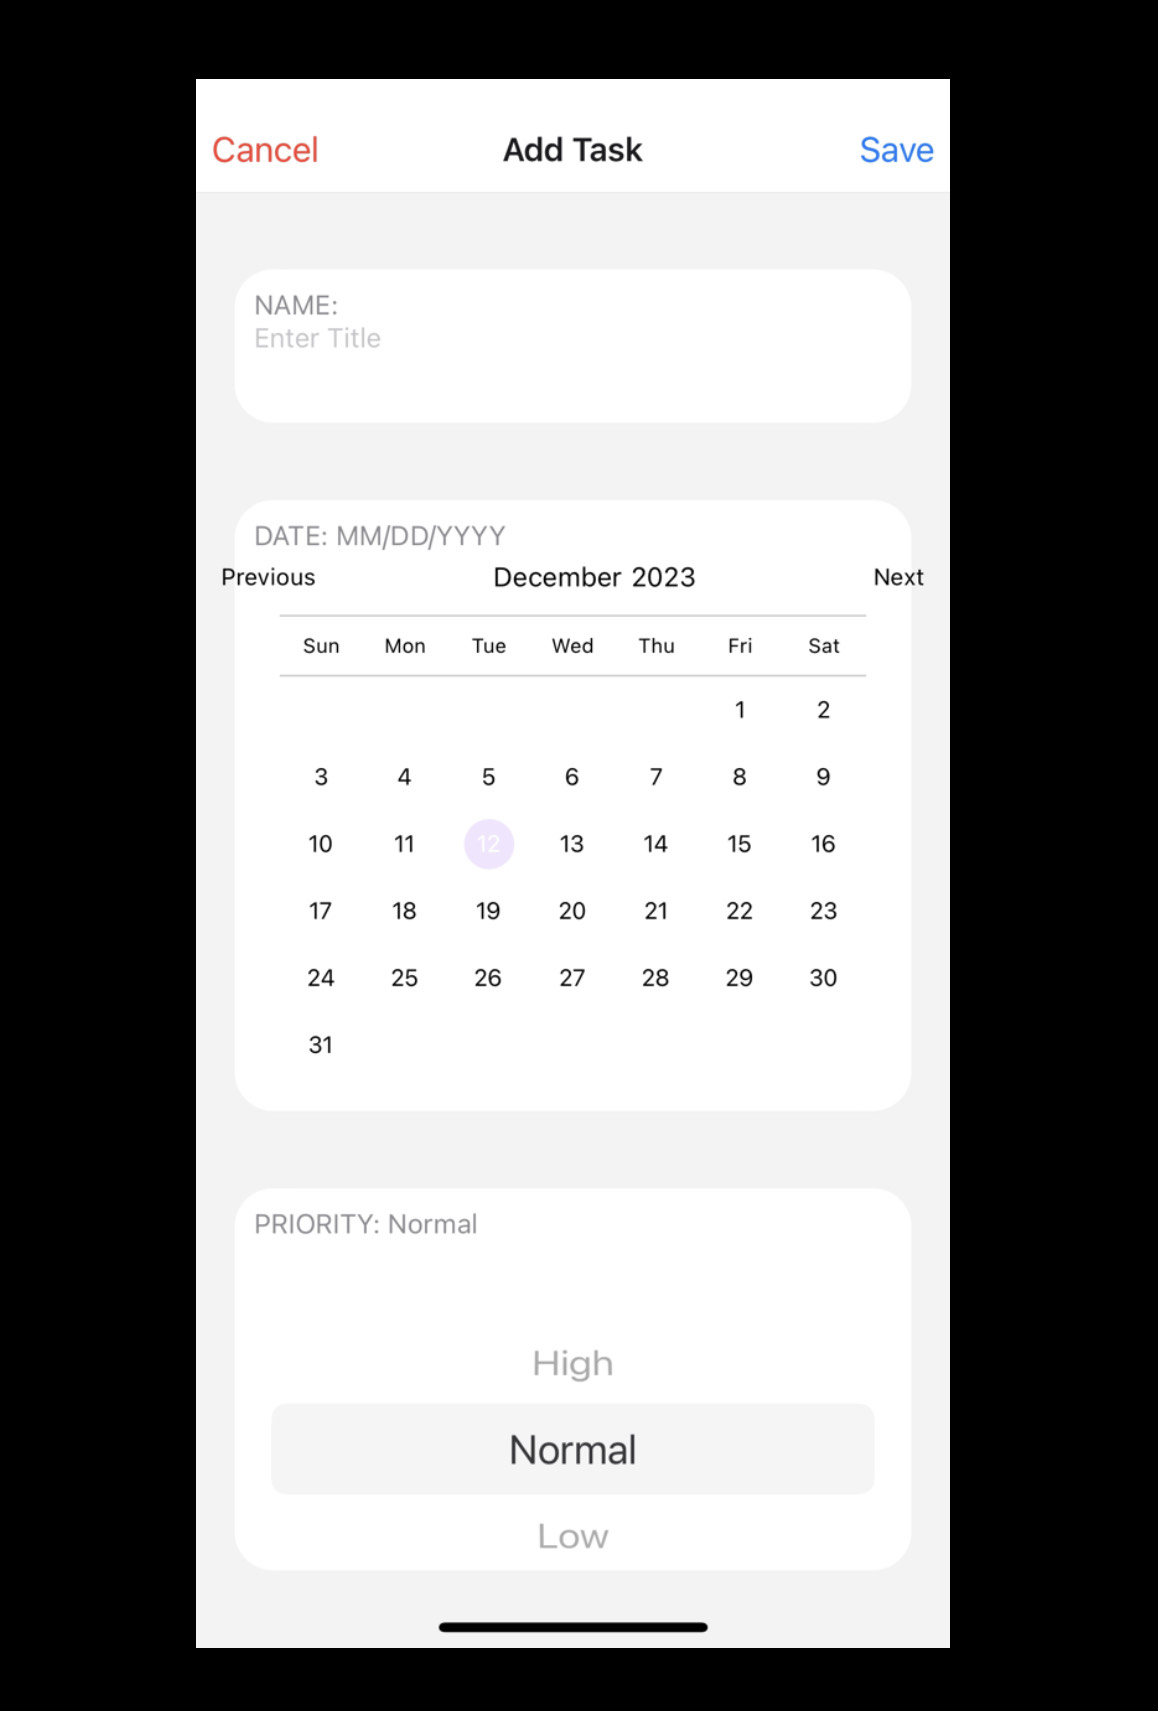 Cancel Add Task Save
NAME:
Enter Title
DATE: MM/DD/YYYY
Previous December 2023 Next
Sun Mon Tue Wed Thu Fri Sat
1 2
3 4 5 6 7 8 9
10 11 12 13 14 15 16
17 18 19 20 21 22 23
24 25 26 27 28 29 30
31
PRIORITY: Normal
High
Normal
Low